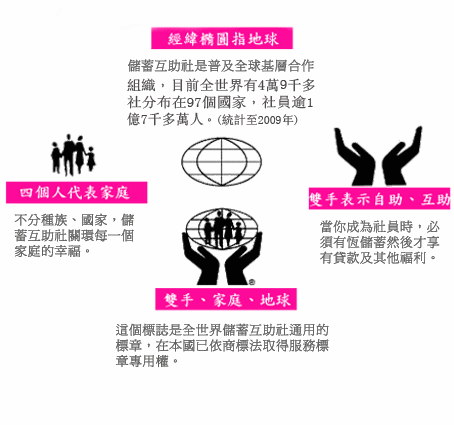 經緯橢圓指地球
儲蓄互助社是普及全球基層合作
組織，目前全世界有4萬9千多
社分布在97個國家，社員逾1
億7千多萬人。(統計至2009年)
四個人代表家庭
不分種族、國家，儲
蓄互助社關環每一個
家庭的幸福。
雙手表示自助、互助
當你成為社員時，必
須有恆儲蓄然後才享
有貸款及其他福利。
®
雙手、家庭、地球
這個標誌是全世界儲蓄互助社通用的
標章，在本國已依商標法取得服務標
章專用權。